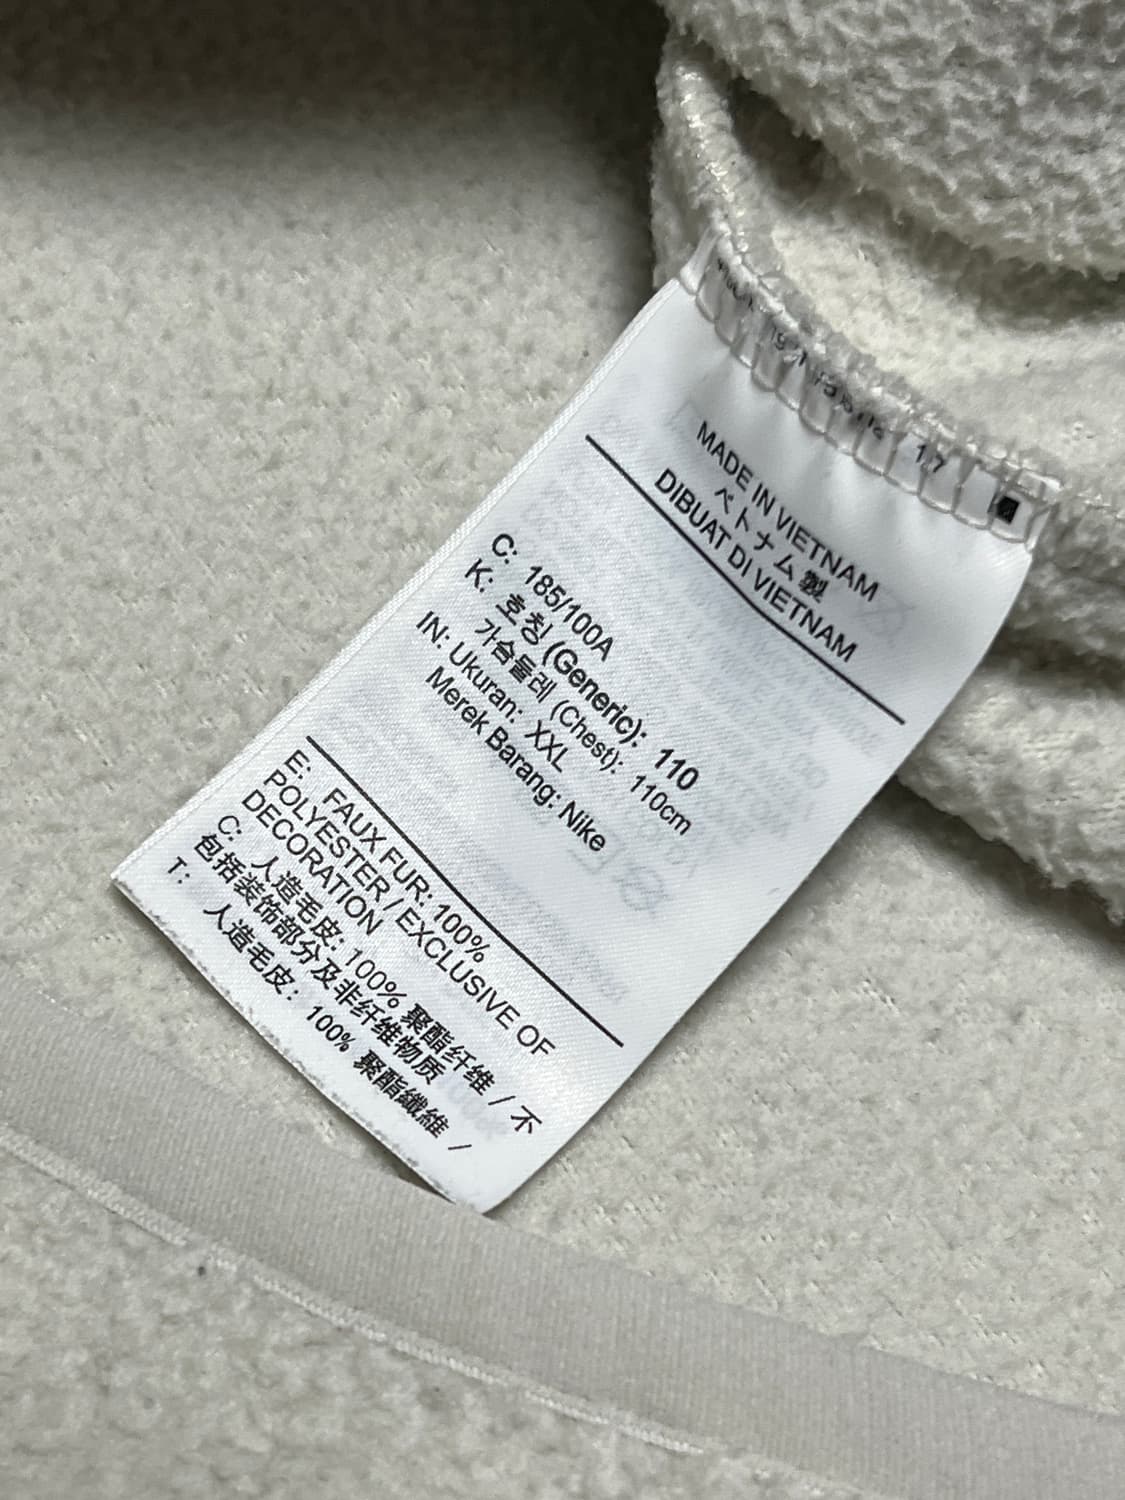 17
MADE IN VIETNAM
ベトナム製
DIBUAT DI VIETNAM
C: 185/100A
K: 호칭 (Generic): 110
가슴둘레 (Chest): 110cm
IN: Ukuran: XXL
Merek Barang: Nike
E: FAUX FUR: 100%
POLYESTER / EXCLUSIVE OF
DECORATION
C: 人造毛皮: 100% 聚酯纤维 / 不
包括装饰部分及非纤维物质
T: 人造毛皮: 100% 聚酯纖維 /